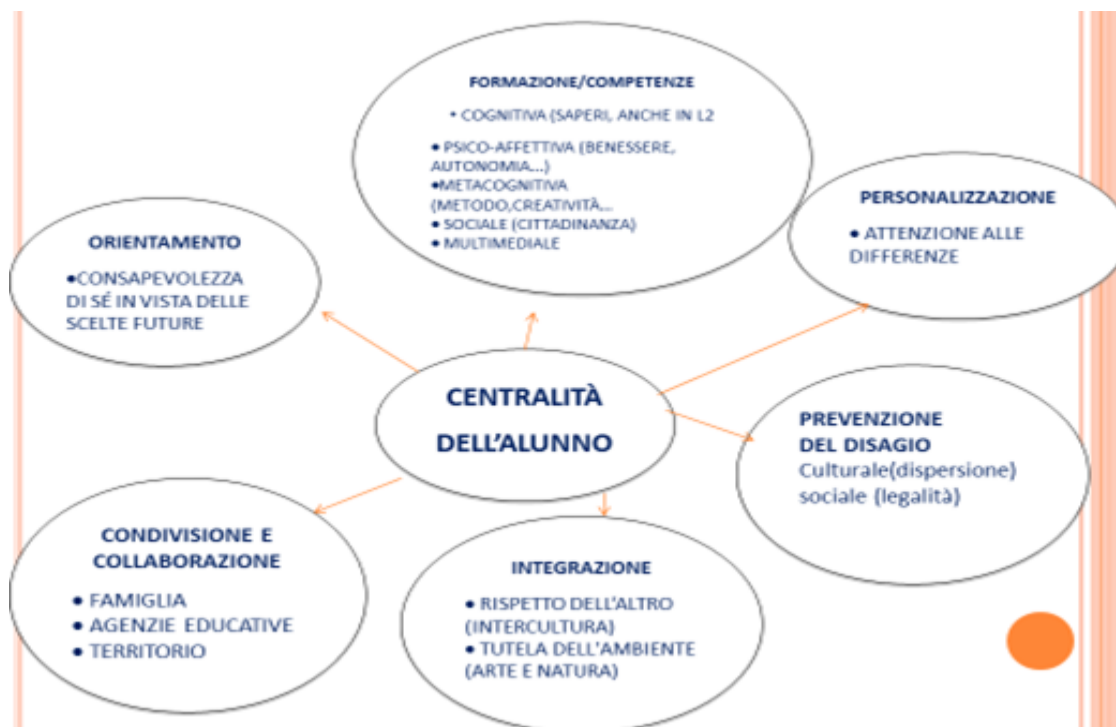 FORMAZIONE/COMPETENZE
• COGNITIVA (SAPERI, ANCHE IN L2
• PSICO-AFFETTIVA (BENESSERE,
AUTONOMIA...)
• METACOGNITIVA
(METODO,CREATIVITÀ...
• SOCIALE (CITTADINANZA)
• MULTIMEDIALE
PERSONALIZZAZIONE
• ATTENZIONE ALLE
DIFFERENZE
ORIENTAMENTO
•CONSAPEVOLEZZA
DI SÉ IN VISTA DELLE
SCELTE FUTURE
CENTRALITÀ
DELL'ALUNNO
PREVENZIONE
DEL DISAGIO
Culturale(dispersione)
sociale (legalità)
CONDIVISIONE E
COLLABORAZIONE
• FAMIGLIA
• AGENZIE EDUCATIVE
• TERRITORIO
INTEGRAZIONE
• RISPETTO DELL'ALTRO
(INTERCULTURA)
• TUTELA DELL'AMBIENTE
(ARTE E NATURA)